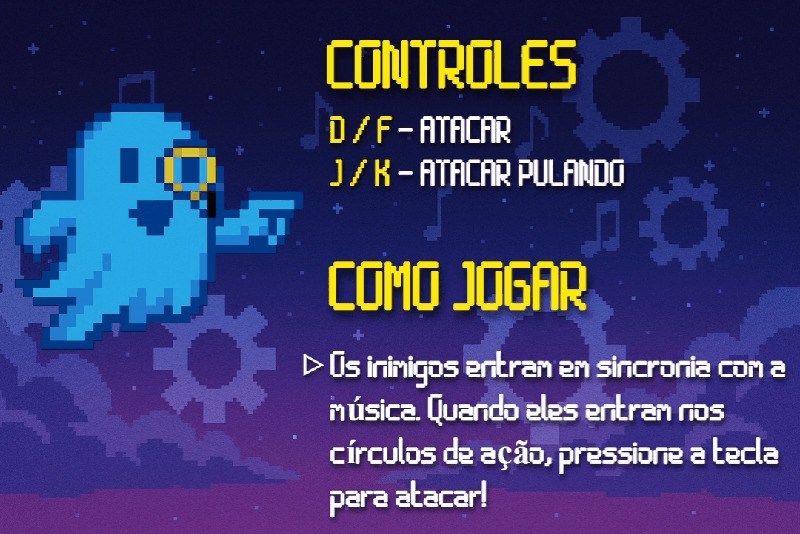 CONTROLES
D / F - ATACAR
J / K - ATACAR PULANDO
COMO JOGAR
Os inimigos entram em sincronia com a
música. Quando eles entram nos
círculos de ação, pressione a tecla
para atacar!